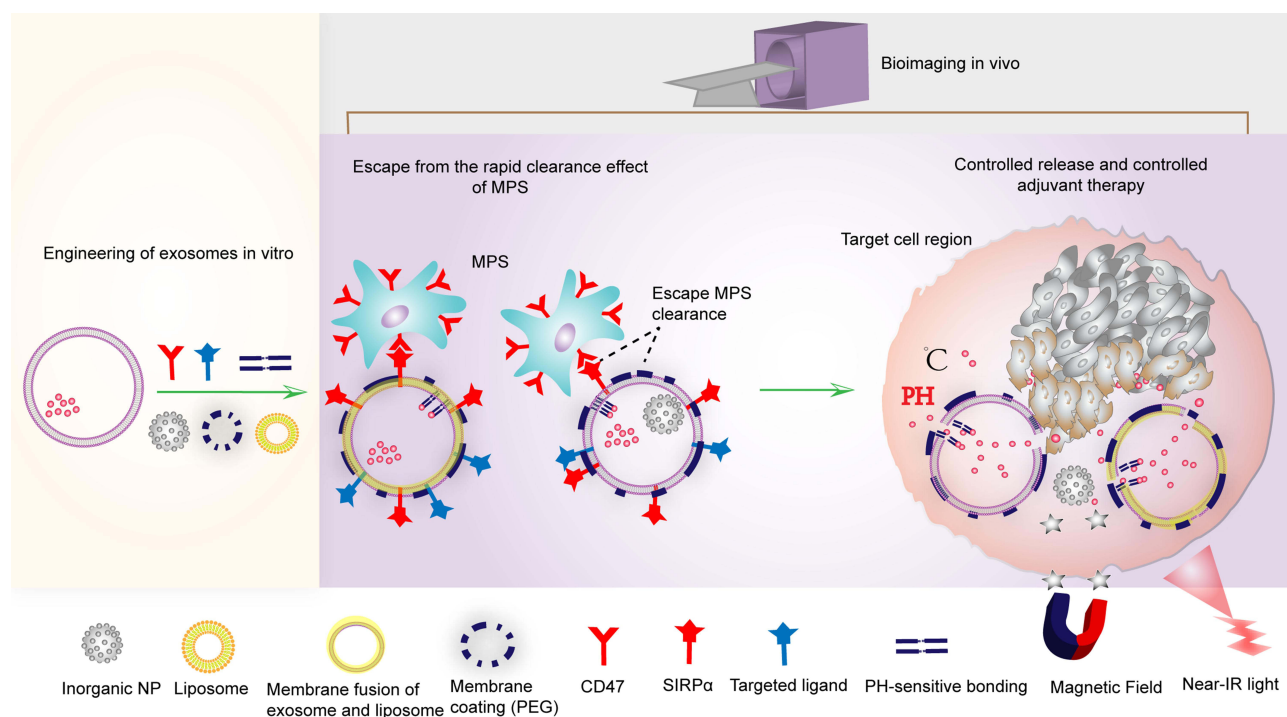 Bioimaging in vivo
Escape from the rapid clearance effect
of MPS
Controlled release and controlled
adjuvant therapy
Engineering of exosomes in vitro
MPS
Target cell region
Escape MPS
clearance
°C
PH
Inorganic NP
Liposome
Membrane fusion of
exosome and liposome
Membrane
coating (PEG)
CD47
SIRPα
Targeted ligand
PH-sensitive bonding
Magnetic Field
Near-IR light